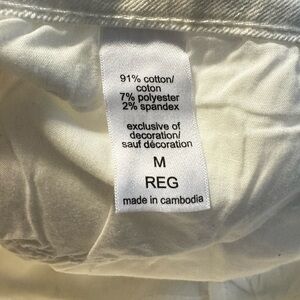 91% cotton/
coton
7% polyester
2% spandex
exclusive of
decoration/
sauf décoration
M
REG
made in cambodia